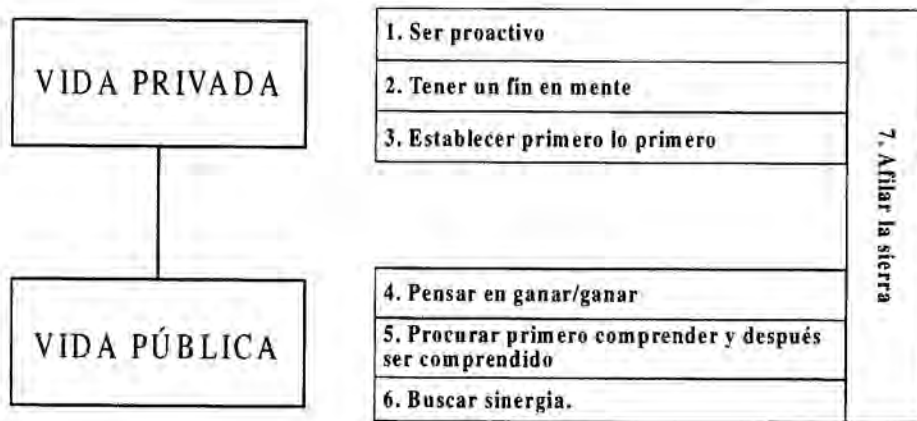 VIDA PRIVADA
1. Ser proactivo
2. Tener un fin en mente
3. Establecer primero lo primero
7. Afilar la sierra
VIDA PÚBLICA
4. Pensar en ganar/ganar
5. Procurar primero comprender y después
ser comprendido
6. Buscar sinergia.